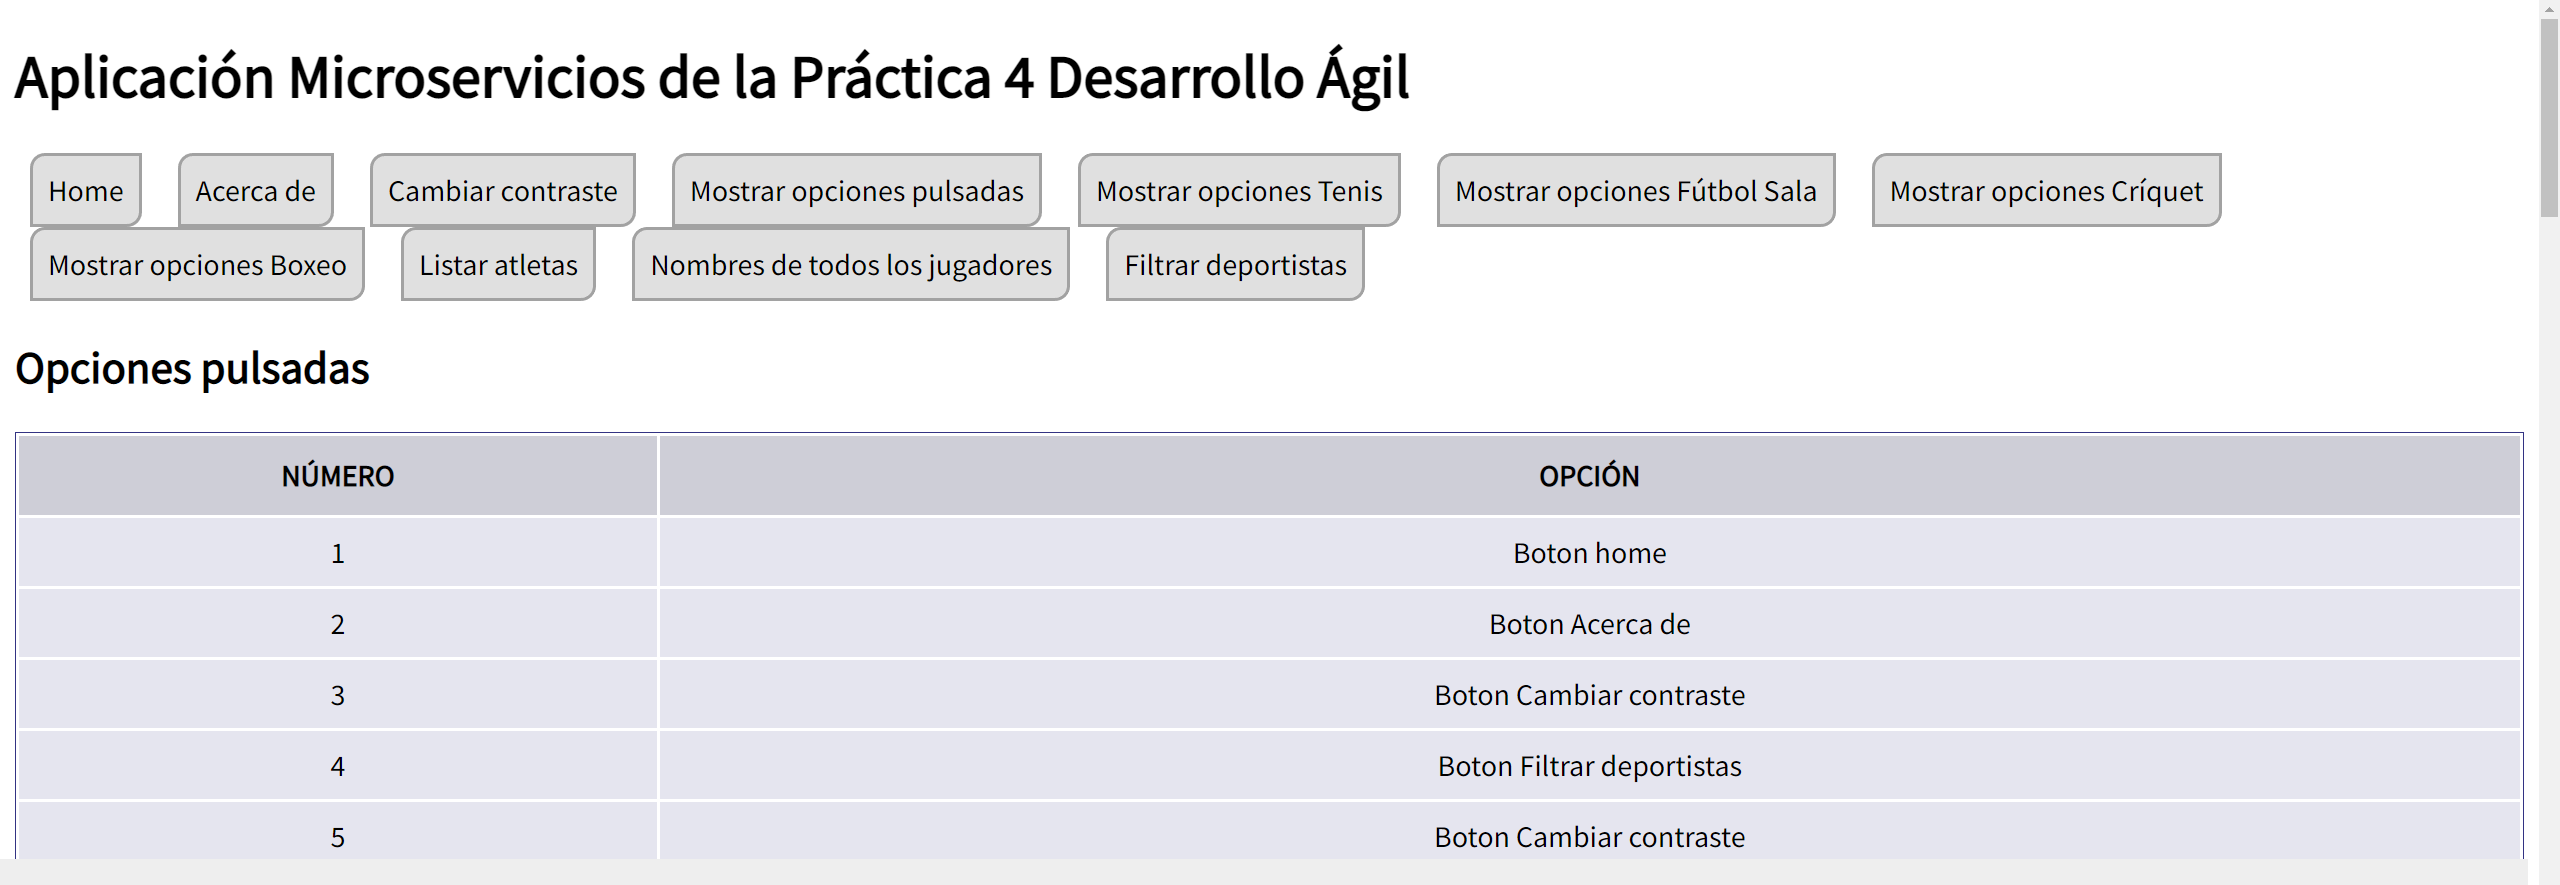 Aplicación Microservicios de la Práctica 4 Desarrollo Ágil
Home Acerca de Cambiar contraste Mostrar opciones pulsadas Mostrar opciones Tenis Mostrar opciones Fútbol Sala Mostrar opciones Críquet
Mostrar opciones Boxeo Listar atletas Nombres de todos los jugadores Filtrar deportistas
Opciones pulsadas
NÚMERO OPCIÓN
1 Boton home
2 Boton Acerca de
3 Boton Cambiar contraste
4 Boton Filtrar deportistas
5 Boton Cambiar contraste